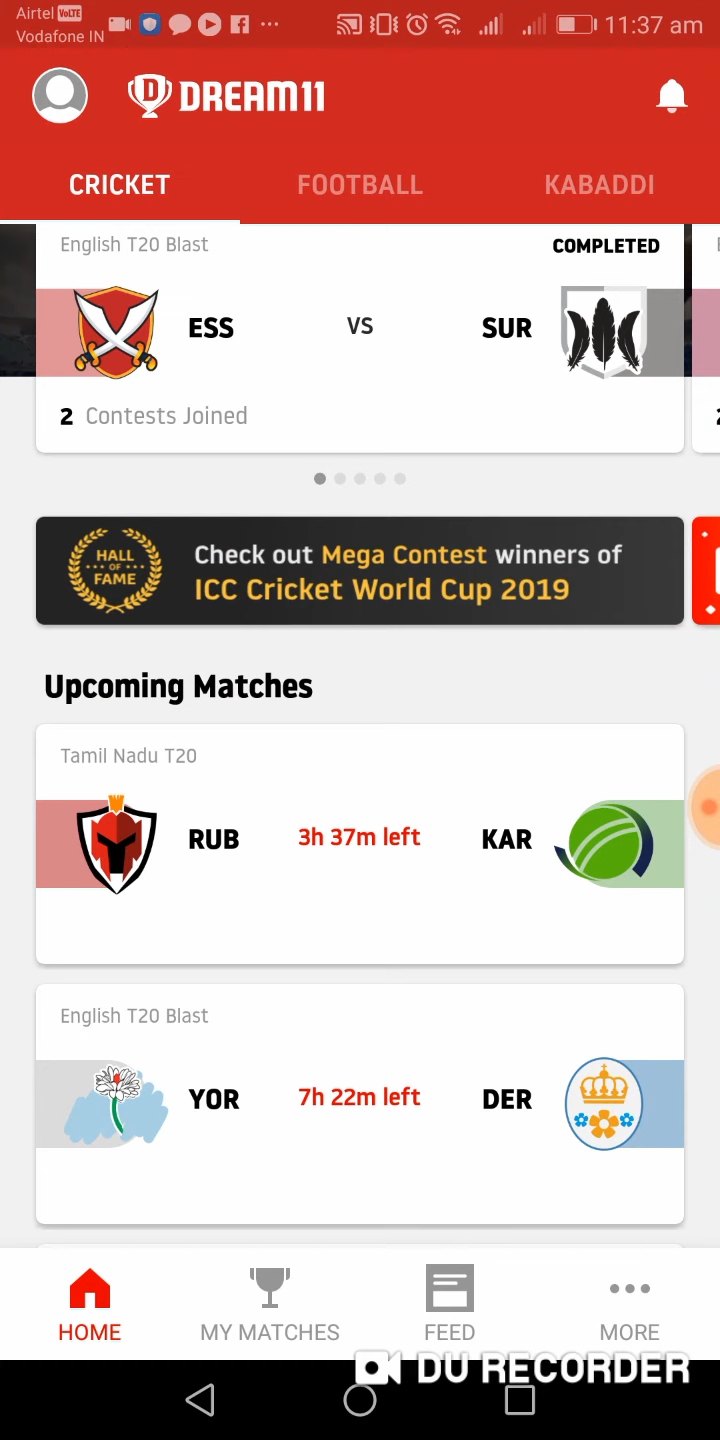 Airtel VoLTE
Vodafone IN
11:37 am
DREAM11
CRICKET FOOTBALL KABADDI
English T20 Blast COMPLETED
ESS VS SUR
2 Contests Joined
HALL OF FAME
Check out Mega Contest winners of
ICC Cricket World Cup 2019
Upcoming Matches
Tamil Nadu T20
RUB 3h 37m left KAR
English T20 Blast
YOR 7h 22m left DER
HOME MY MATCHES FEED MORE
DU RECORDER